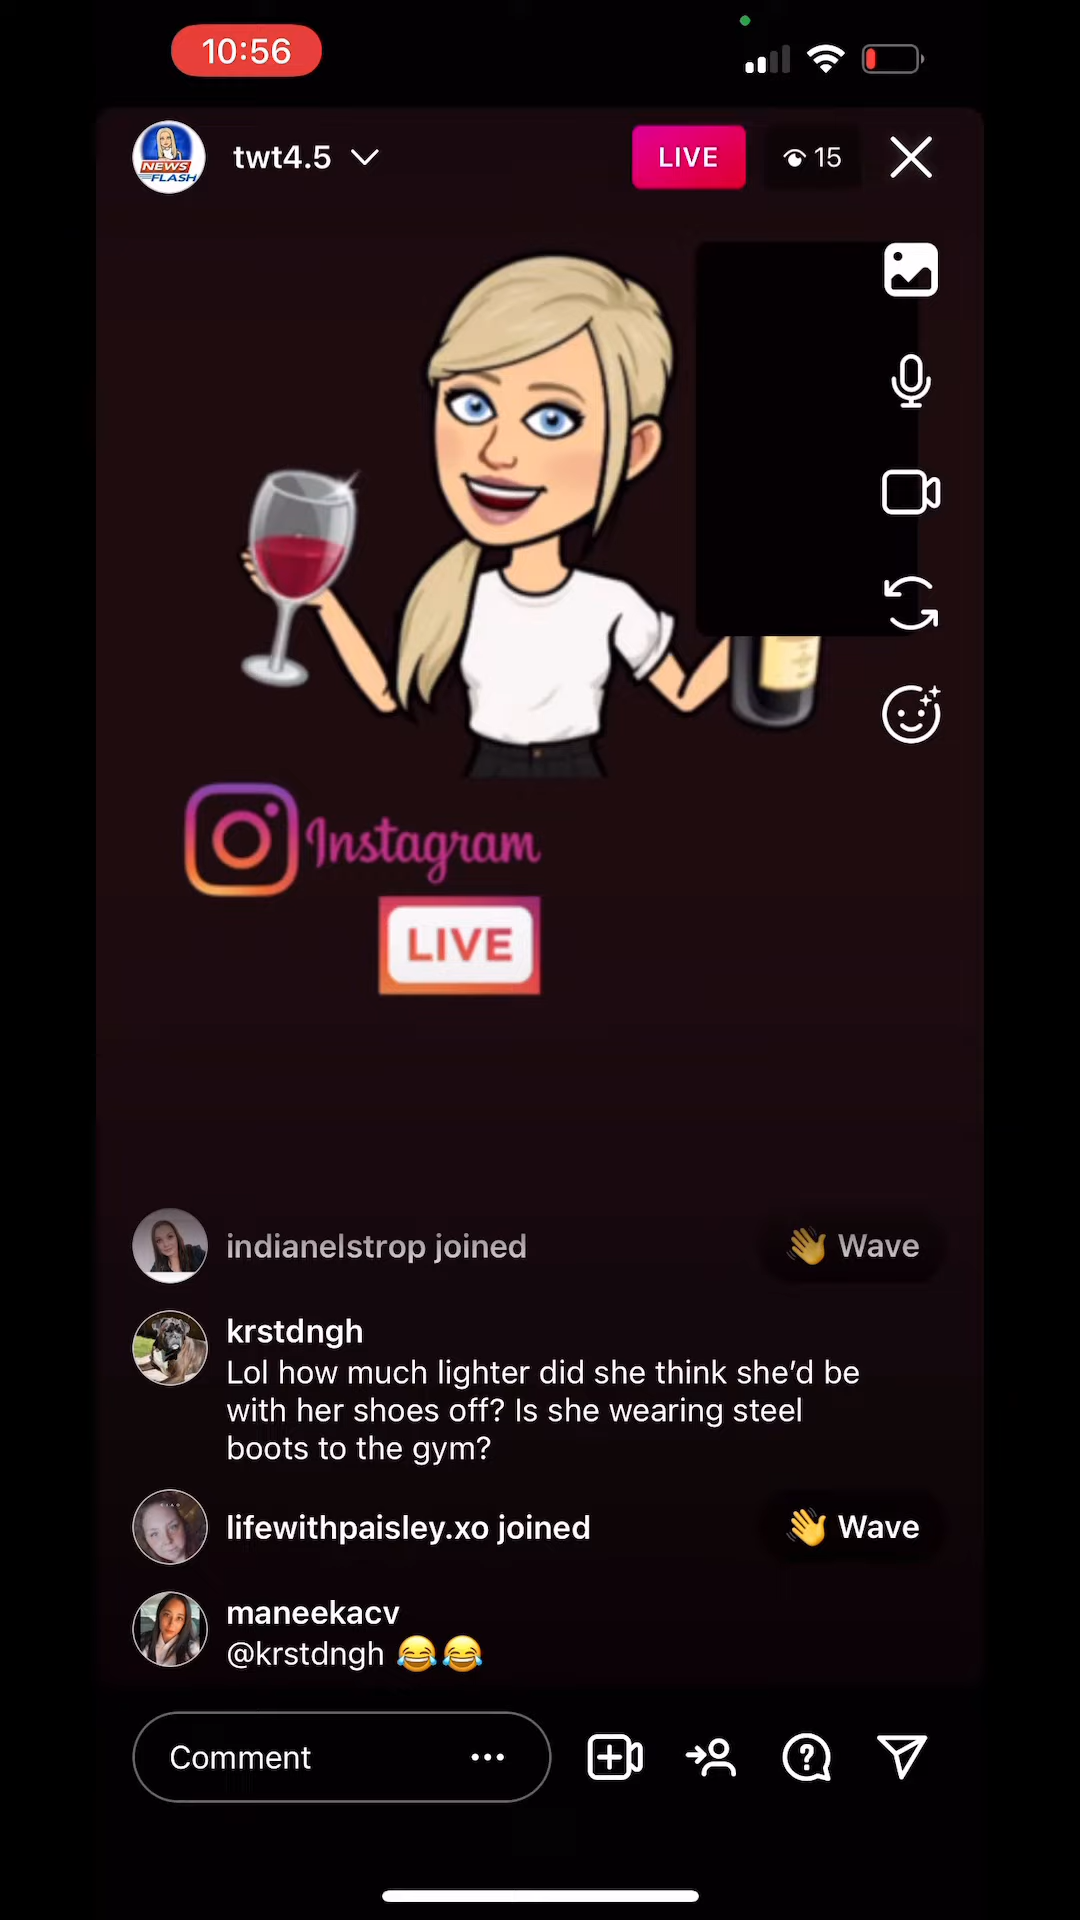 10:56
NEWS
FLASH
twt4.5
LIVE
15
Instagram
LIVE
indianelstrop joined
👋 Wave
krstdngh
Lol how much lighter did she think she’d be
with her shoes off? Is she wearing steel
boots to the gym?
lifewithpaisley.xo joined
👋 Wave
maneekacv
@krstdngh 😂😂
Comment